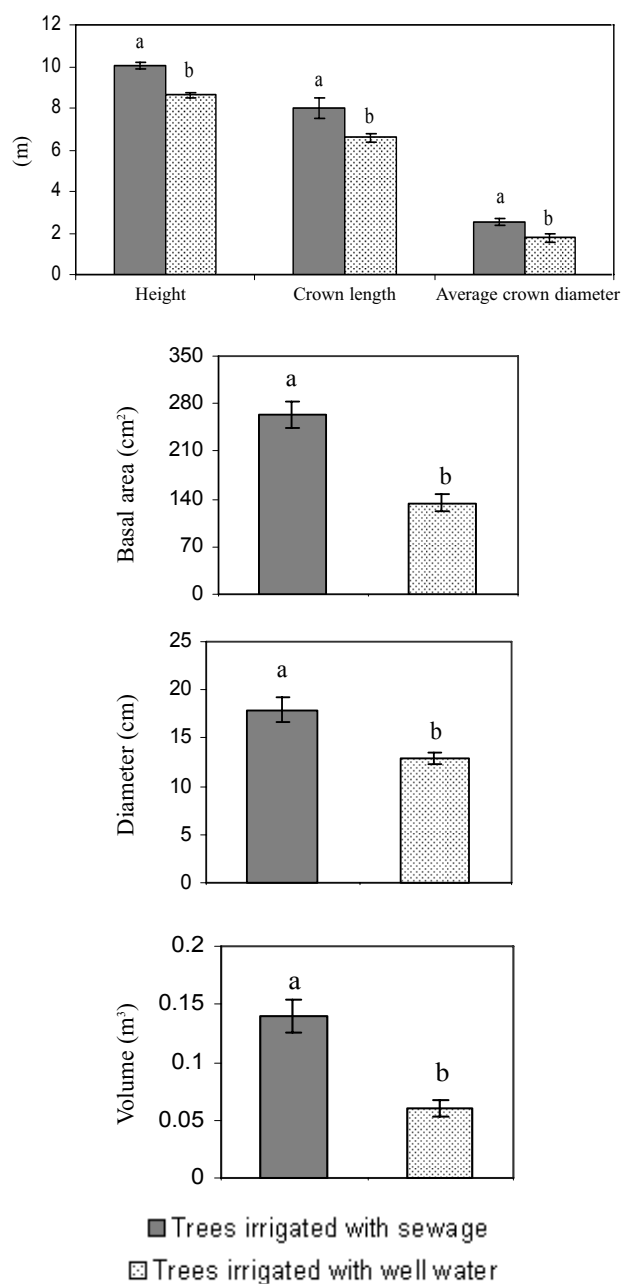 12
10
8
6
4
2
0
(m)
a
b
a
b
a
b
Height Crown length Average crown diameter
350
280
210
140
70
0
Basal area (cm²)
a
b
25
20
15
10
5
0
Diameter (cm)
a
b
0.2
0.15
0.1
0.05
0
Volume (m³)
a
b
Trees irrigated with sewage
Trees irrigated with well water